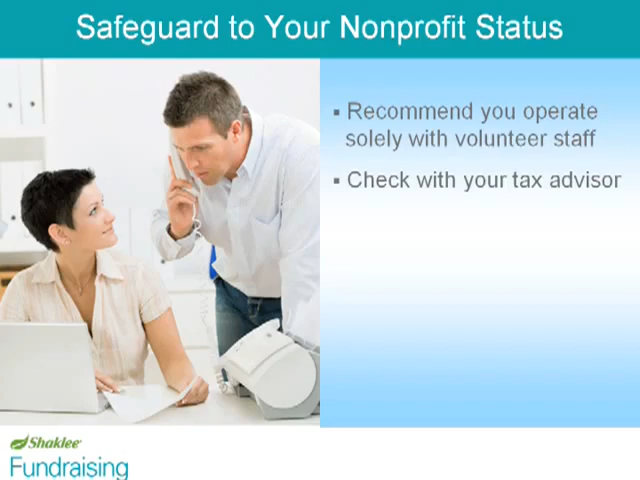 Safeguard to Your Nonprofit Status
▪ Recommend you operate
solely with volunteer staff
▪ Check with your tax advisor
Shaklee
Fundraising